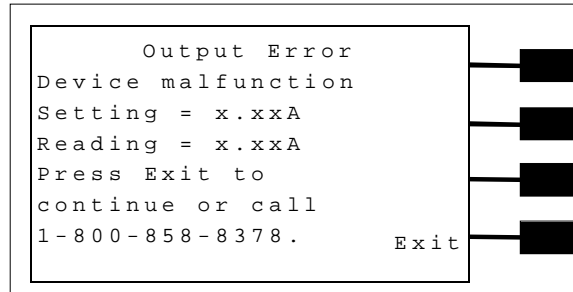 Output Error
Device malfunction
Setting = x.xxA
Reading = x.xxA
Press Exit to
continue or call
1-800-858-8378.
Exit